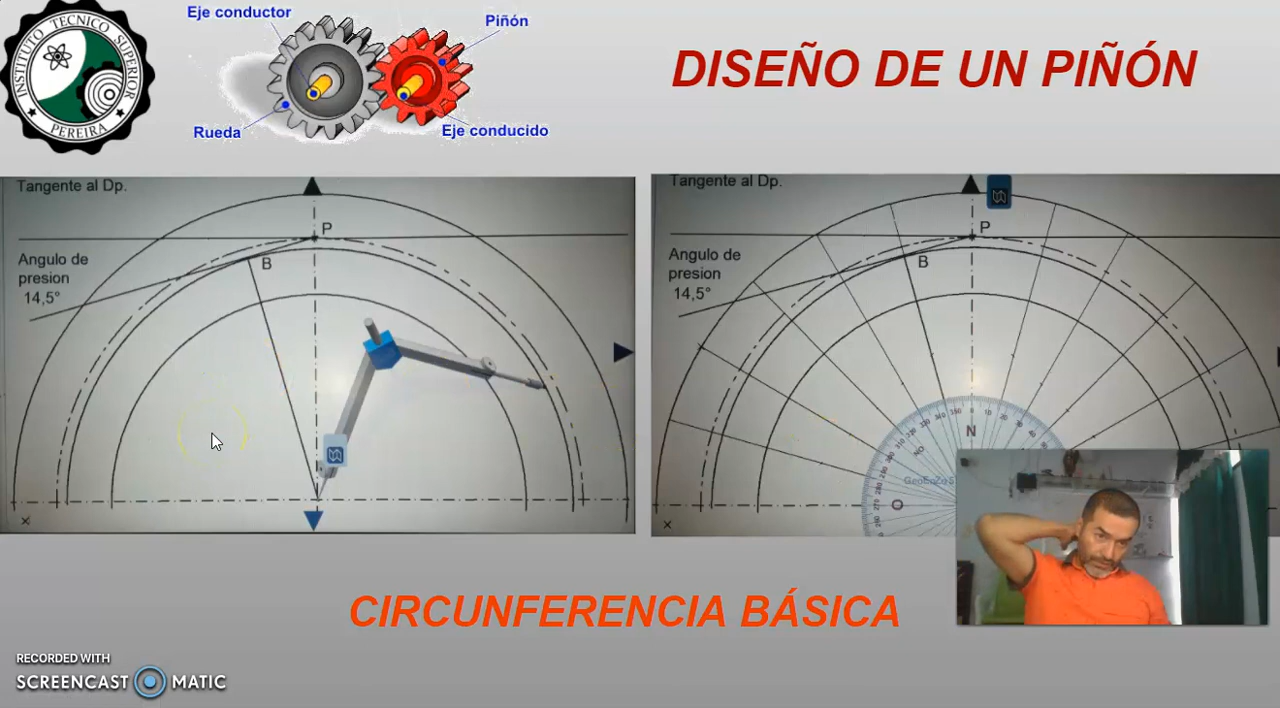 INSTITUTO TECNICO SUPERIOR
PEREIRA
Eje conductor
Piñón
Rueda
Eje conducido
DISEÑO DE UN PIÑÓN
Tangente al Dp.
P
B
Angulo de
presion
14,5°
Tangente al Dp.
P
B
Angulo de
presion
14,5°
N
O
CIRCUNFERENCIA BÁSICA
RECORDED WITH
SCREENCAST MATIC